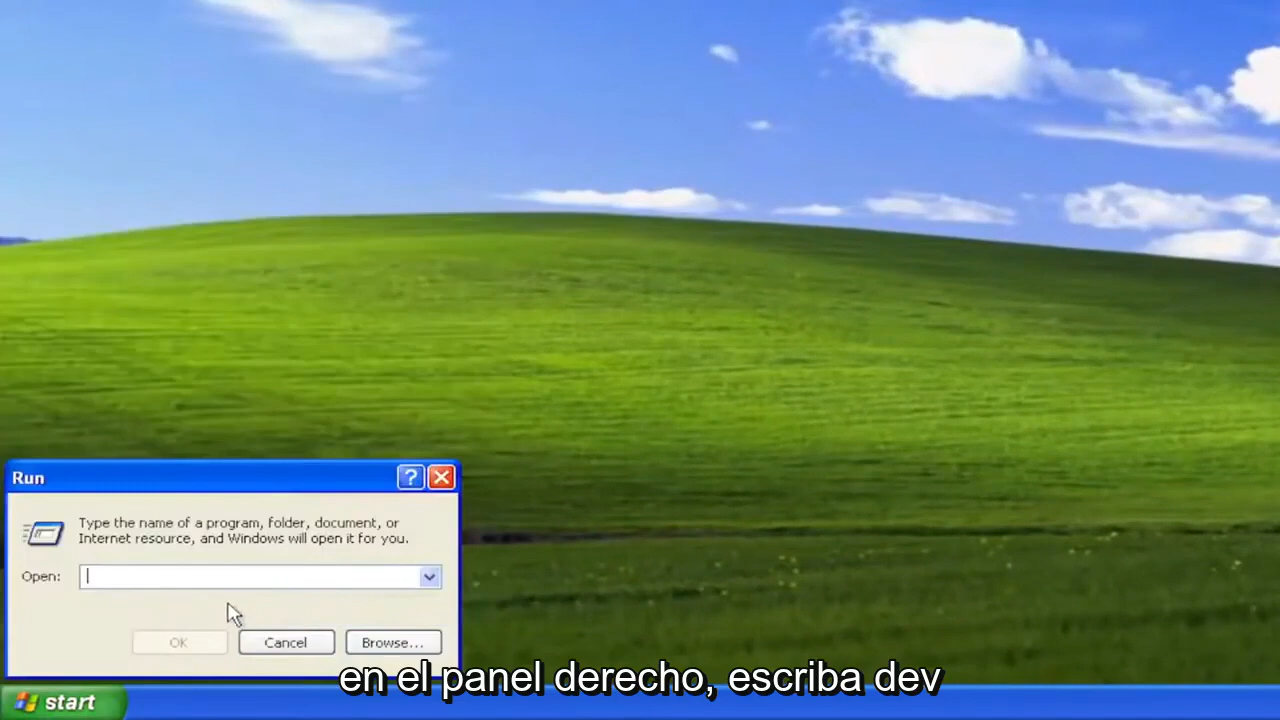 Run
Type the name of a program, folder, document, or
Internet resource, and Windows will open it for you.
Open:
OK
Cancel
Browse...
en el panel derecho, escriba dev
start